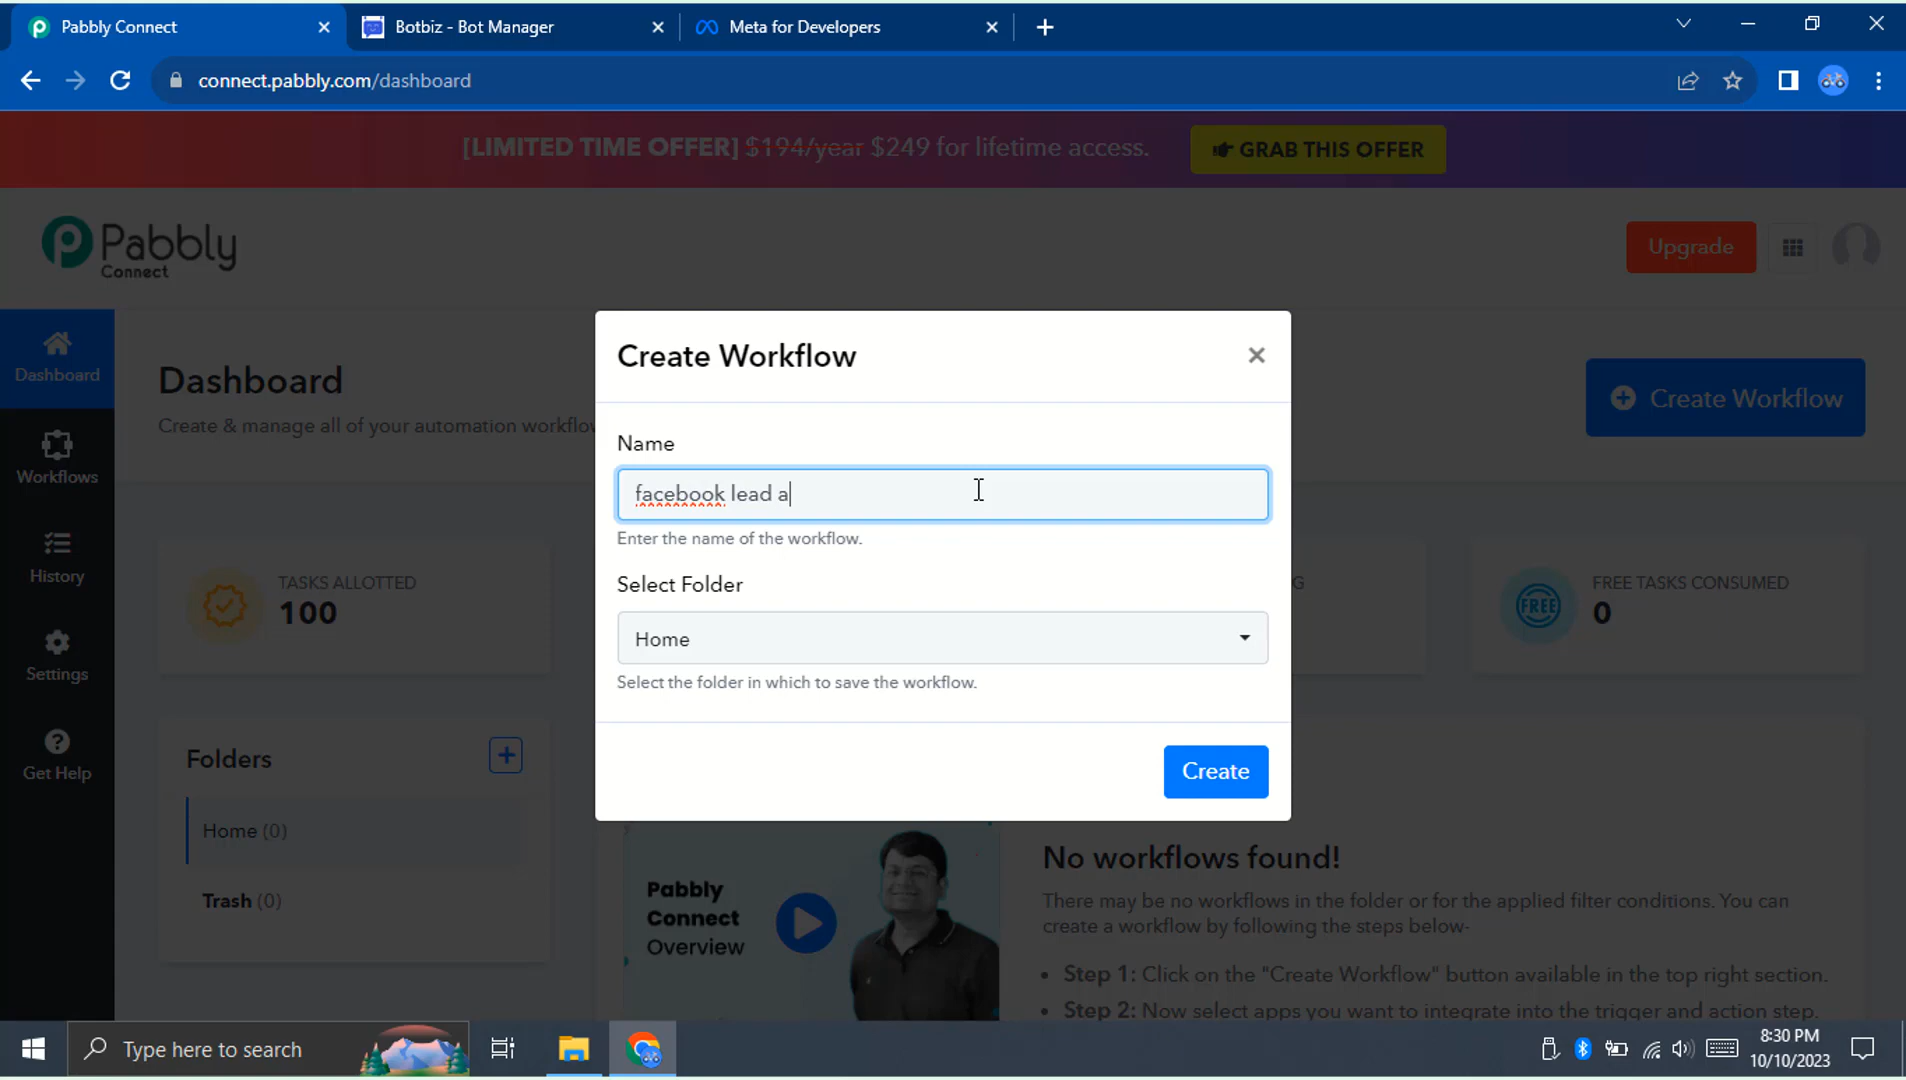 Pabbly Connect
Botbiz - Bot Manager
Meta for Developers
connect.pabbly.com/dashboard
[LIMITED TIME OFFER] $194/year $249 for lifetime access.
GRAB THIS OFFER
Pabbly
Connect
Upgrade
Dashboard
Workflows
History
Settings
Get Help
Dashboard
Create & manage all of your automation workflow
Create Workflow
Create Workflow
Name
facebook lead a
Enter the name of the workflow.
Select Folder
Home
Select the folder in which to save the workflow.
Create
TASKS ALLOTTED
100
G
FREE TASKS CONSUMED
0
FREE
Folders
Home (0)
Trash (0)
Pabbly
Connect
Overview
No workflows found!
There may be no workflows in the folder or for the applied filter conditions. You can
create a workflow by following the steps below-
• Step 1: Click on the "Create Workflow" button available in the top right section.
• Step 2: Now select apps you want to integrate into the trigger and action step.
Type here to search
8:30 PM
10/10/2023